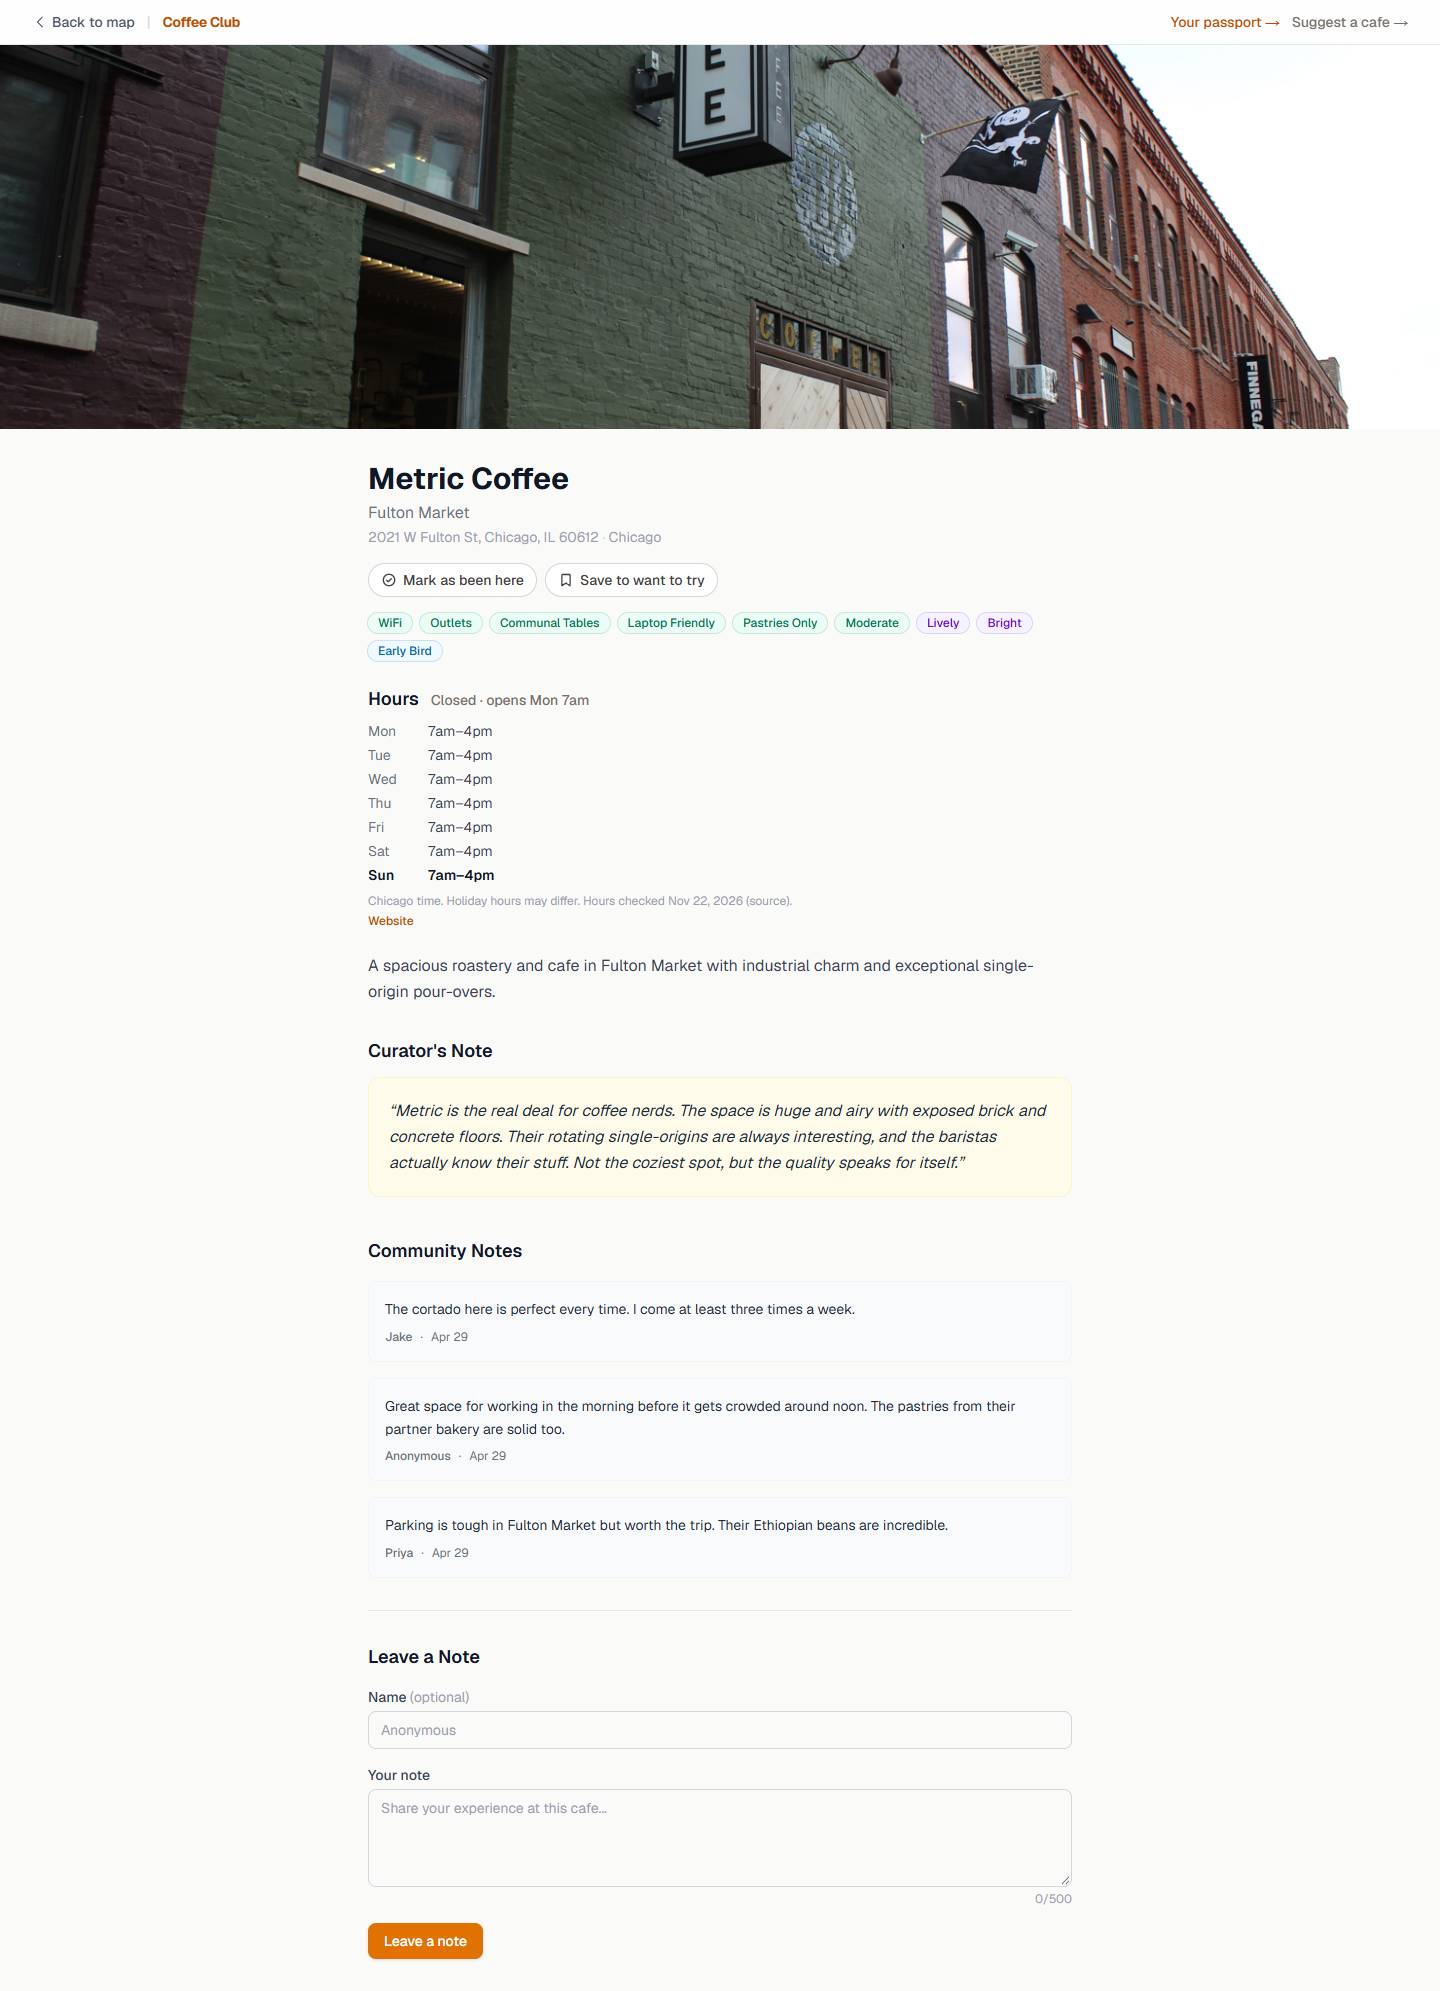 Back to map | Coffee Club
Your passport → Suggest a cafe →
E
E
COFFEE
FINNEGA
Metric Coffee
Fulton Market
2021 W Fulton St, Chicago, IL 60612 · Chicago
Mark as been here
Save to want to try
WiFi Outlets Communal Tables Laptop Friendly Pastries Only Moderate Lively Bright
Early Bird
Hours Closed · opens Mon 7am
Mon 7am–4pm
Tue 7am–4pm
Wed 7am–4pm
Thu 7am–4pm
Fri 7am–4pm
Sat 7am–4pm
Sun 7am–4pm
Chicago time. Holiday hours may differ. Hours checked Nov 22, 2026 (source).
Website
A spacious roastery and cafe in Fulton Market with industrial charm and exceptional single-
origin pour-overs.
Curator's Note
“Metric is the real deal for coffee nerds. The space is huge and airy with exposed brick and
concrete floors. Their rotating single-origins are always interesting, and the baristas
actually know their stuff. Not the coziest spot, but the quality speaks for itself.”
Community Notes
The cortado here is perfect every time. I come at least three times a week.
Jake · Apr 29
Great space for working in the morning before it gets crowded around noon. The pastries from their
partner bakery are solid too.
Anonymous · Apr 29
Parking is tough in Fulton Market but worth the trip. Their Ethiopian beans are incredible.
Priya · Apr 29
Leave a Note
Name (optional)
Anonymous
Your note
Share your experience at this cafe...
0/500
Leave a note